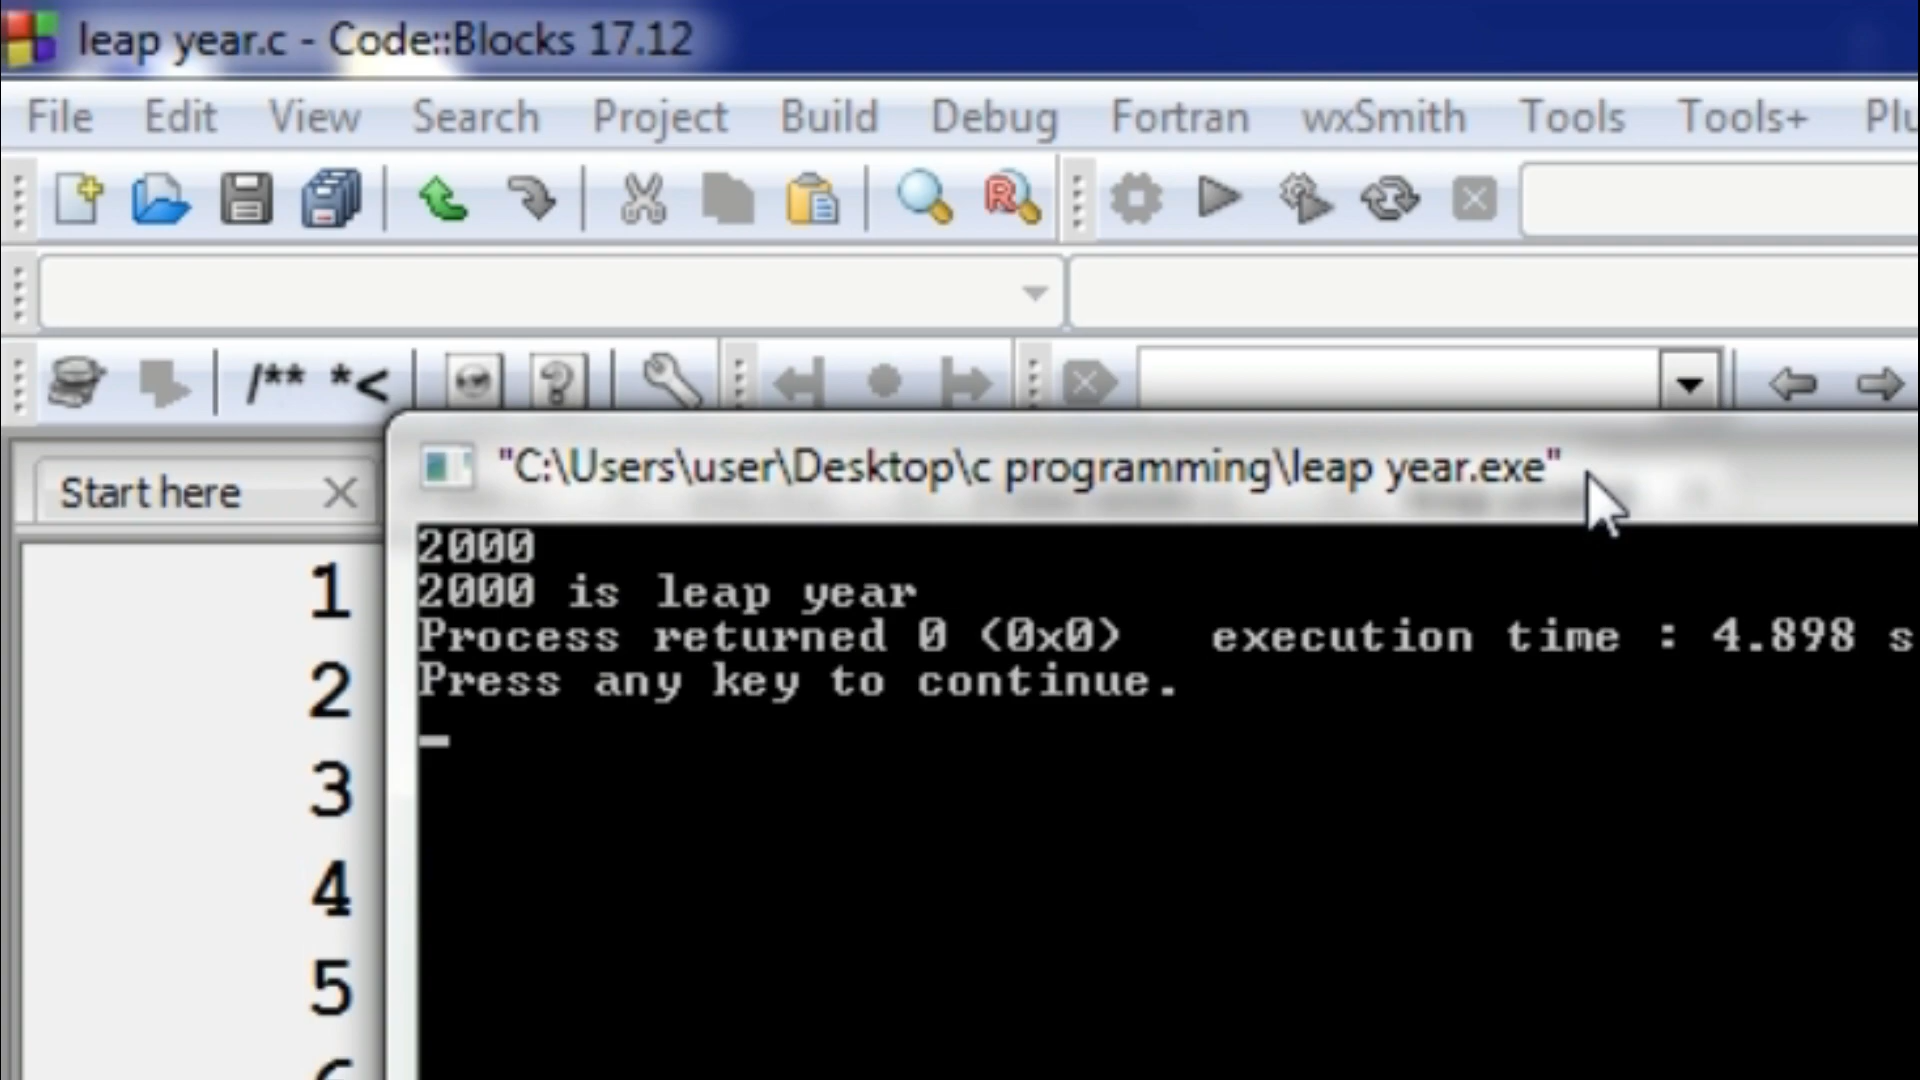 leap year.c - Code::Blocks 17.12
File Edit View Search Project Build Debug Fortran wxSmith Tools Tools+ Plu
/** *<
"C:\Users\user\Desktop\c programming\leap year.exe"
Start here
2000
2000 is leap year
Process returned 0 (0x0) execution time : 4.898 s
Press any key to continue.
1
2
3
4
5
6